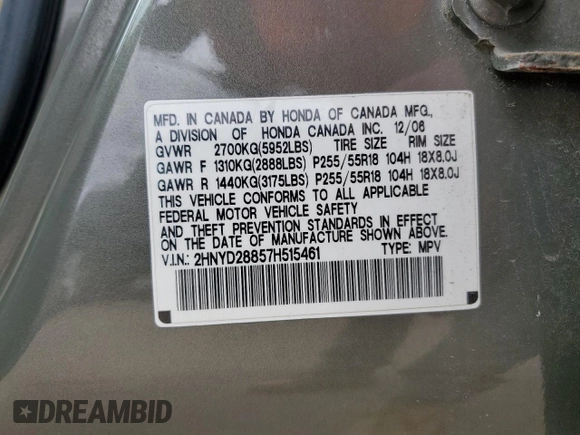 MFD. IN CANADA BY HONDA OF CANADA MFG.,
A DIVISION OF HONDA CANADA INC. 12/06
GVWR 2700KG(5952LBS) TIRE SIZE RIM SIZE
GAWR F 1310KG(2888LBS) P255/55R18 104H 18X8.0J
GAWR R 1440KG(3175LBS) P255/55R18 104H 18X8.0J
THIS VEHICLE CONFORMS TO ALL APPLICABLE
FEDERAL MOTOR VEHICLE SAFETY
AND THEFT PREVENTION STANDARDS IN EFFECT
ON THE DATE OF MANUFACTURE SHOWN ABOVE.
V.I.N.: 2HNYD28857H515461 TYPE: MPV
DREAMBID